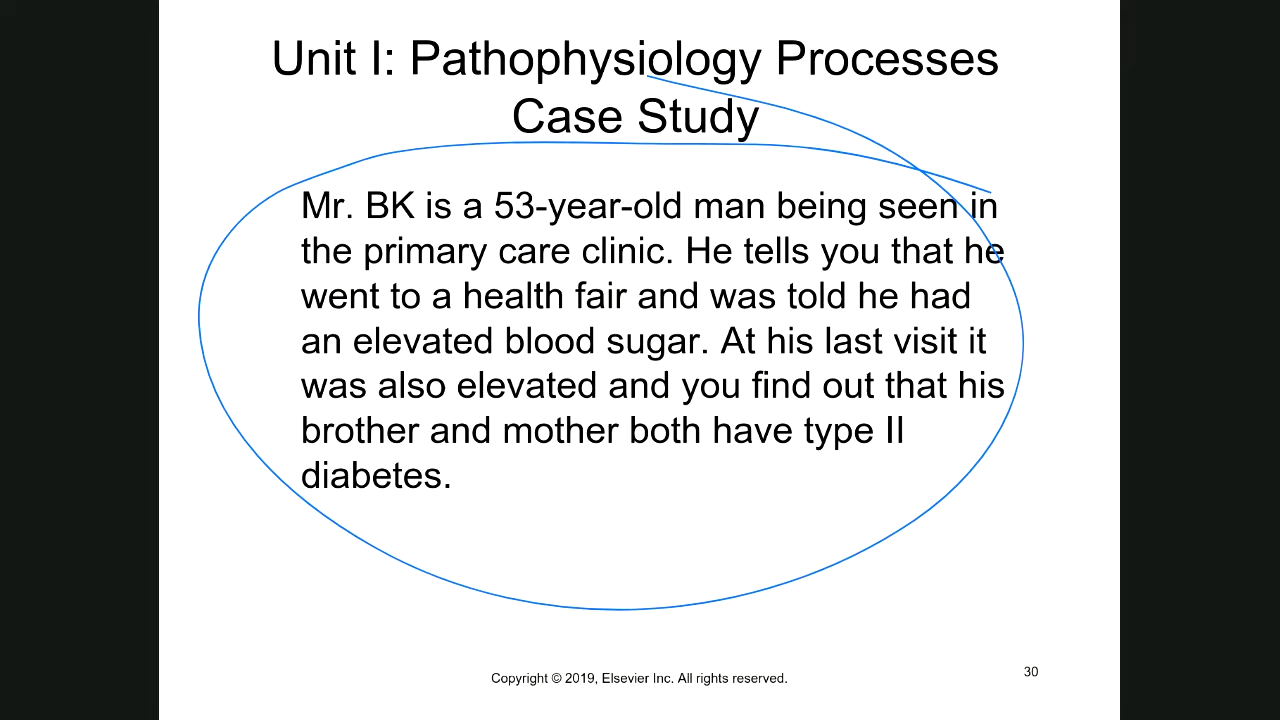 Unit I: Pathophysiology Processes
Case Study
Mr. BK is a 53-year-old man being seen in
the primary care clinic. He tells you that he
went to a health fair and was told he had
an elevated blood sugar. At his last visit it
was also elevated and you find out that his
brother and mother both have type II
diabetes.
Copyright © 2019, Elsevier Inc. All rights reserved.
30